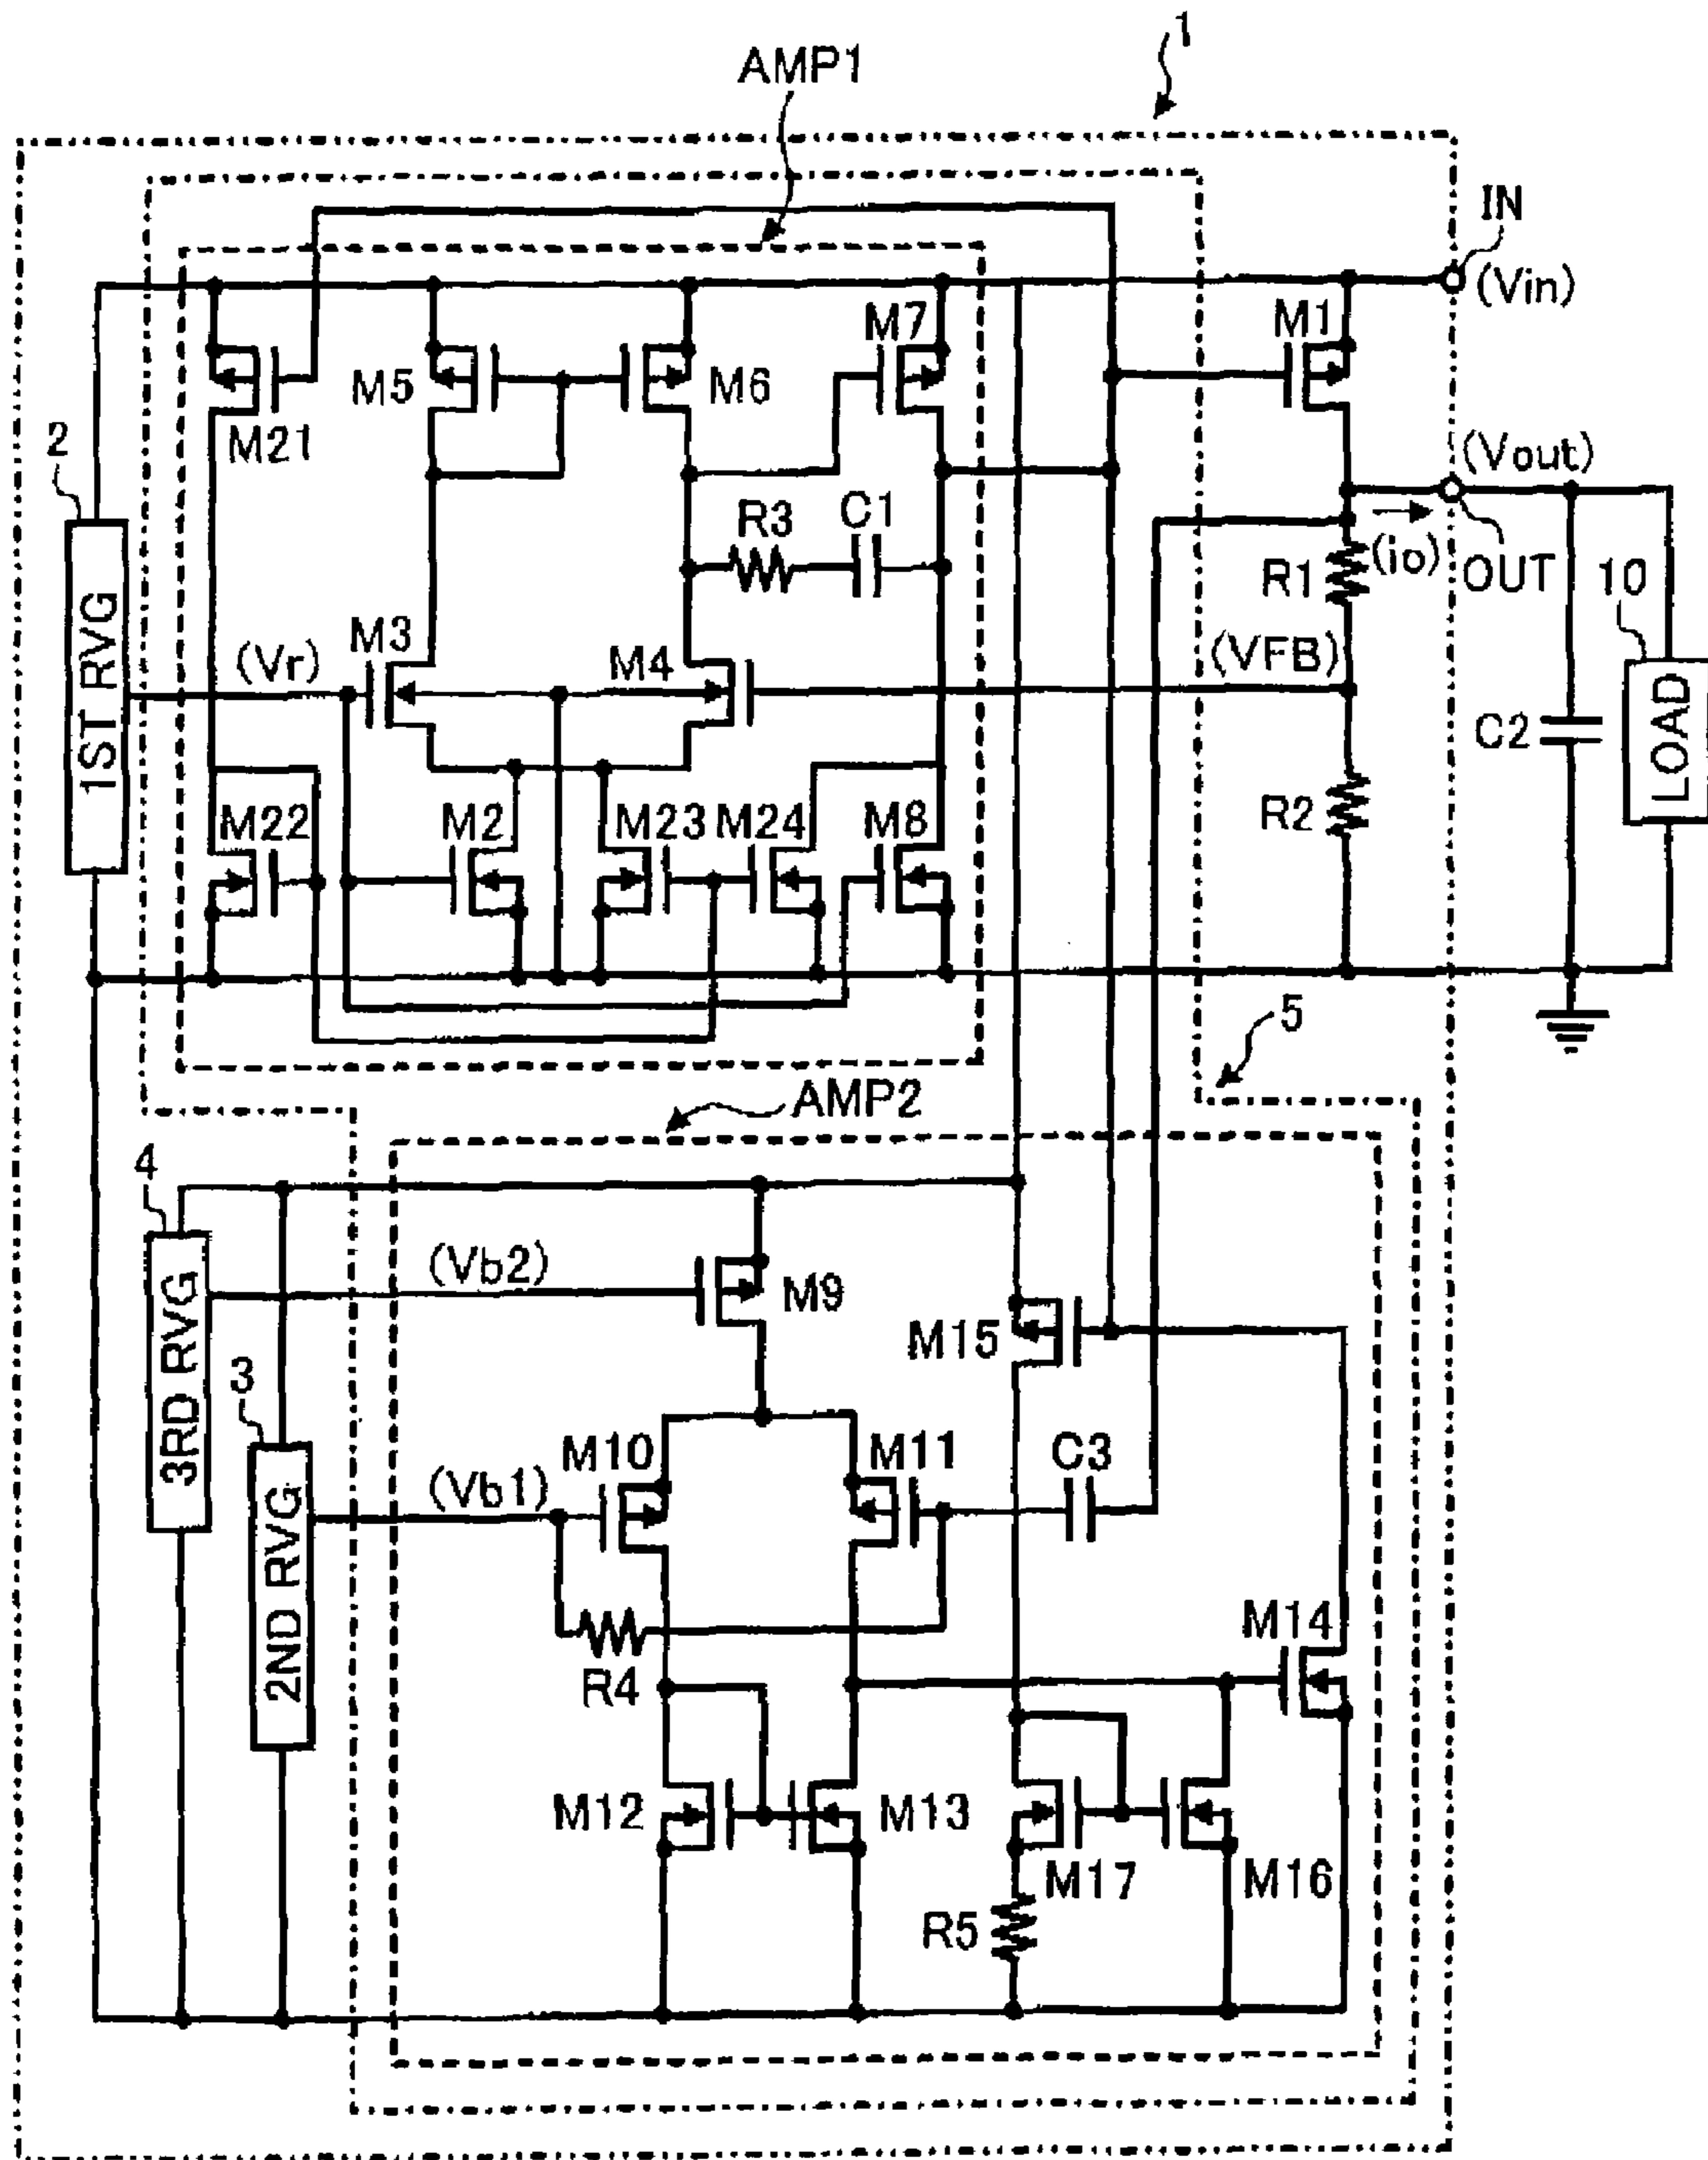 1
AMP1
IN
(Vin)
M7
M1
M5
M6
M21
2
(Vout)
R3
C1
(io)
OUT
R1
10
1ST RVG
(Vr)
M3
M4
(VFB)
C2
LOAD
R2
M22
M2
M23
M24
M8
5
AMP2
4
(Vb2)
M9
M15
3RD RVG
3
M10
M11
C3
(Vb1)
2ND RVG
M14
R4
M12
M13
M17
M16
R5